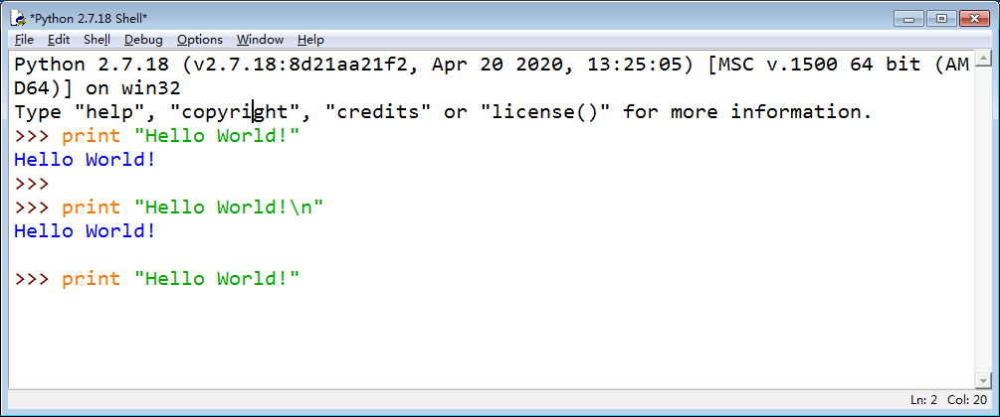 *Python 2.7.18 Shell*
File Edit Shell Debug Options Window Help
Python 2.7.18 (v2.7.18:8d21aa21f2, Apr 20 2020, 13:25:05) [MSC v.1500 64 bit (AM
D64)] on win32
Type "help", "copyright", "credits" or "license()" for more information.
>>> print "Hello World!"
Hello World!
>>>
>>> print "Hello World!\n"
Hello World!
>>> print "Hello World!"
Ln: 2 Col: 20